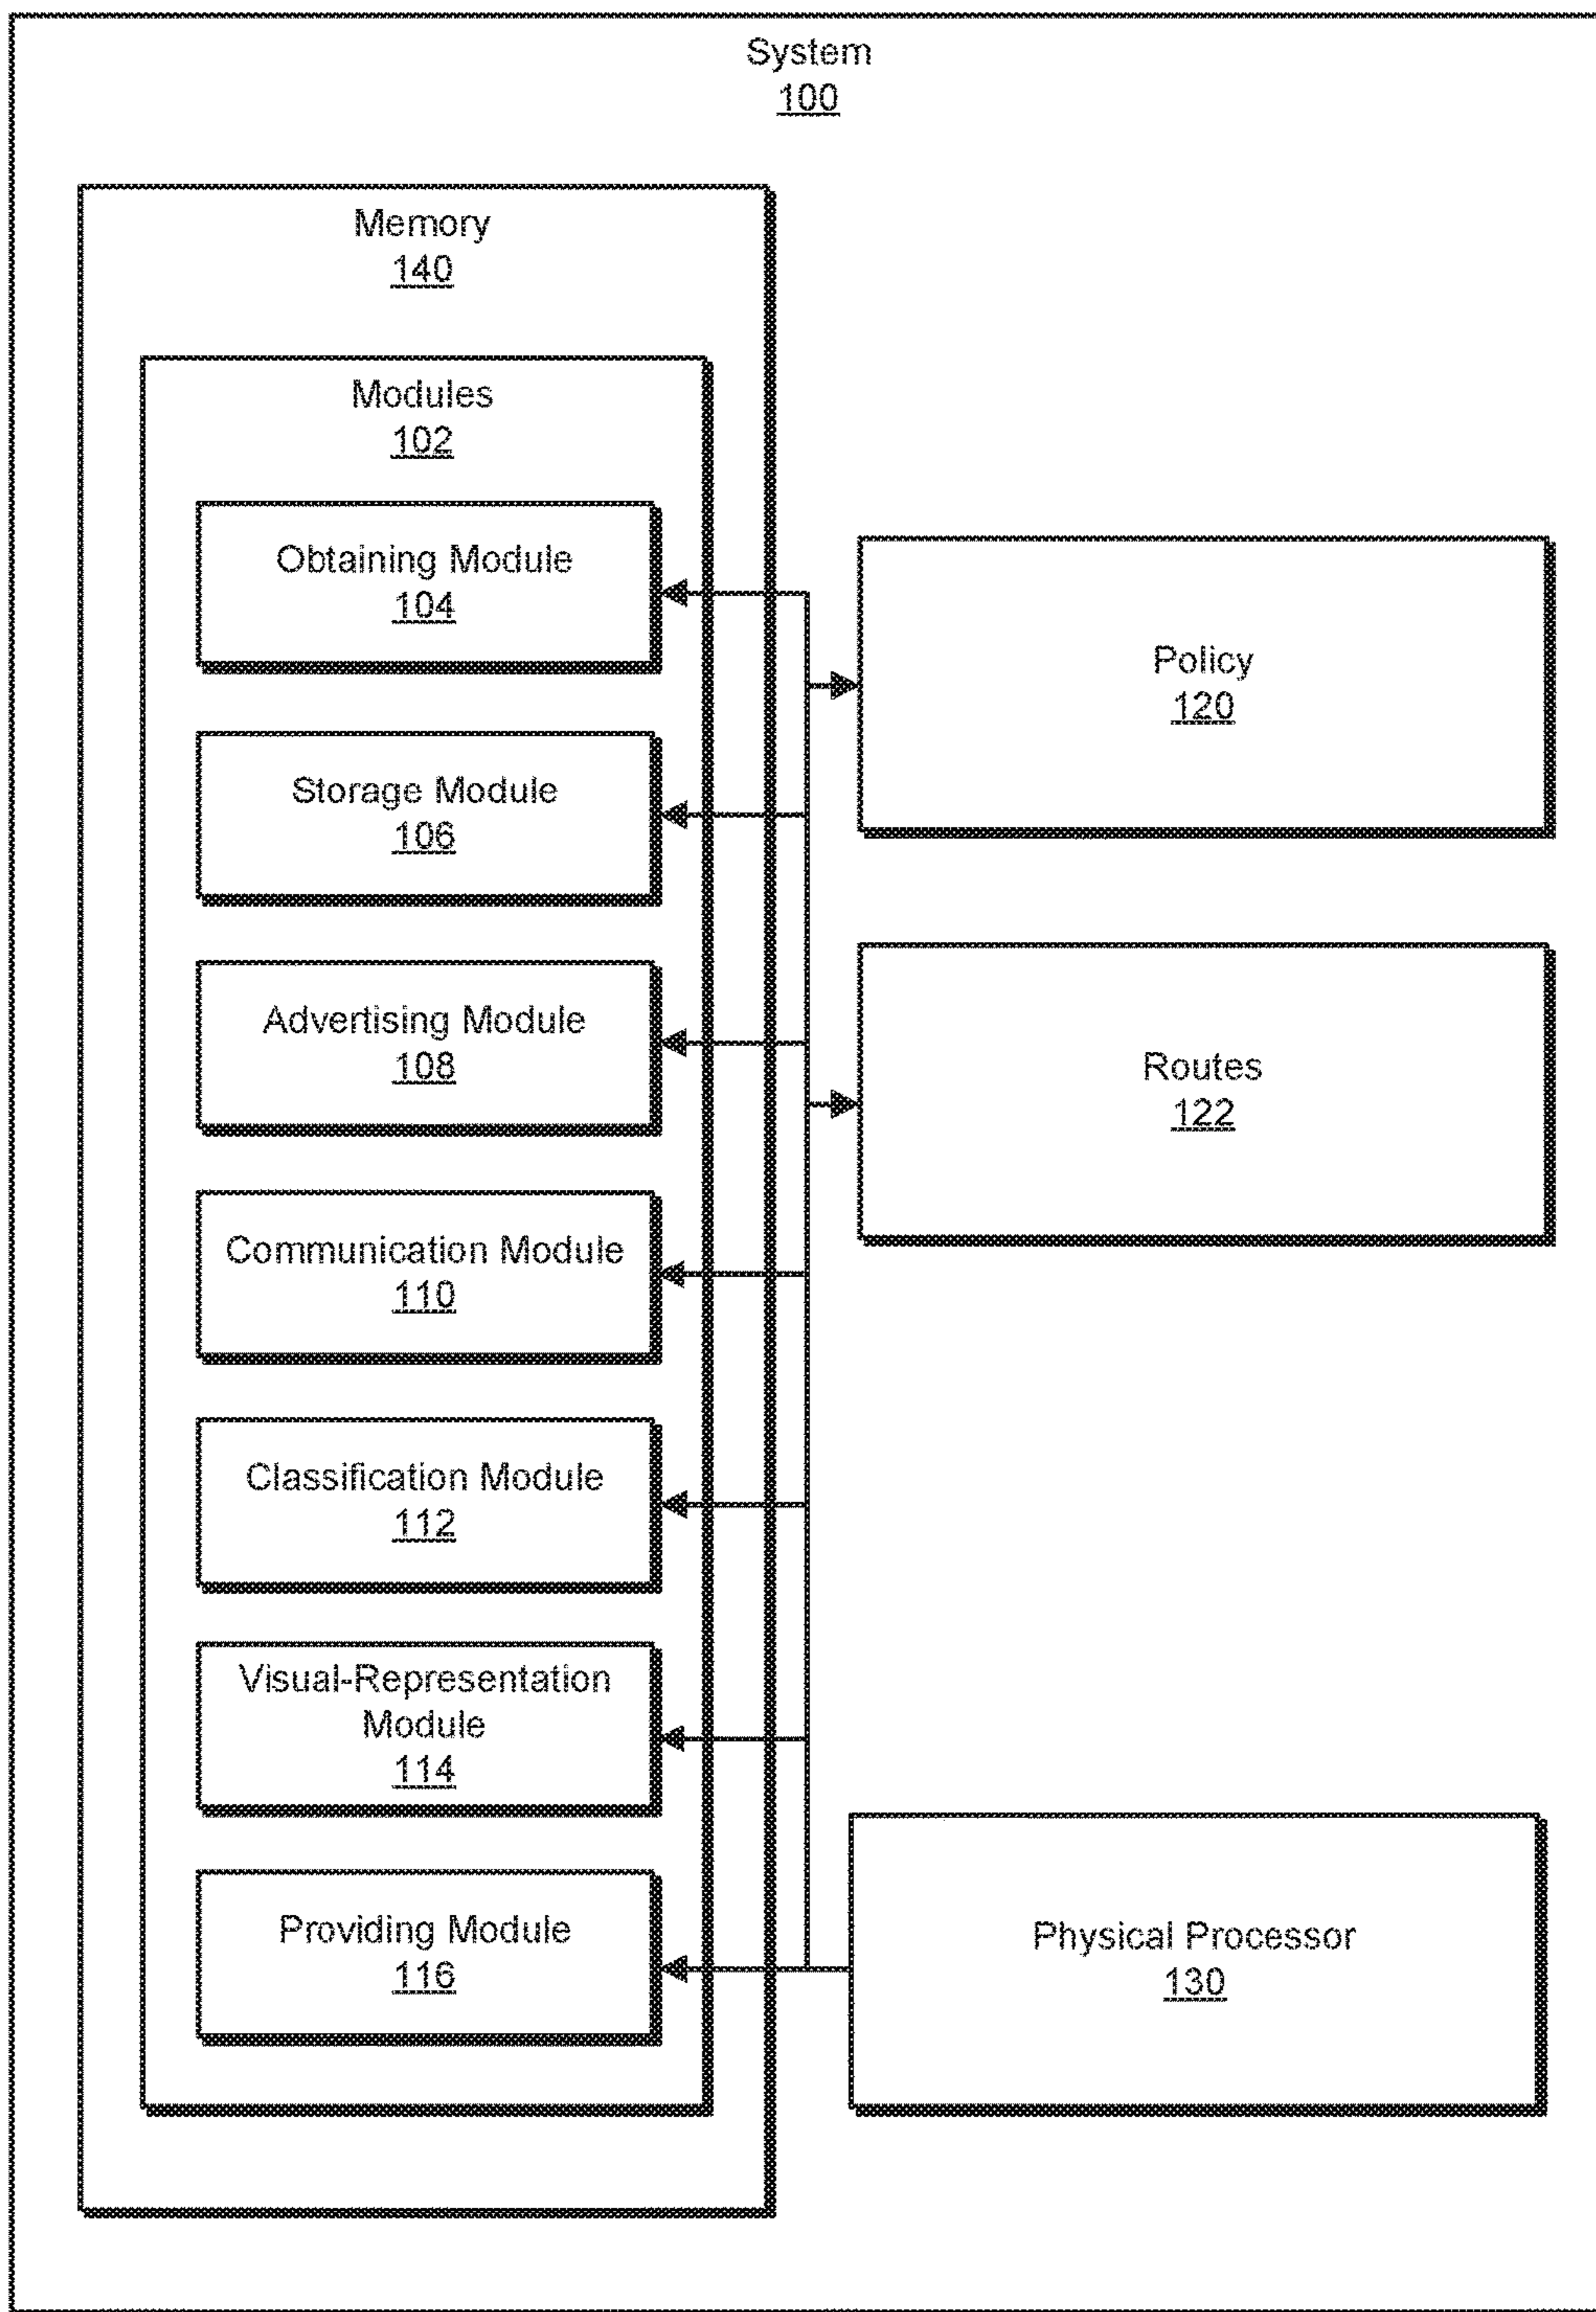 System
100
Memory
140
Modules
102
Obtaining Module
104
Storage Module
106
Advertising Module
108
Communication Module
110
Classification Module
112
Visual-Representation
Module
114
Providing Module
116
Policy
120
Routes
122
Physical Processor
130